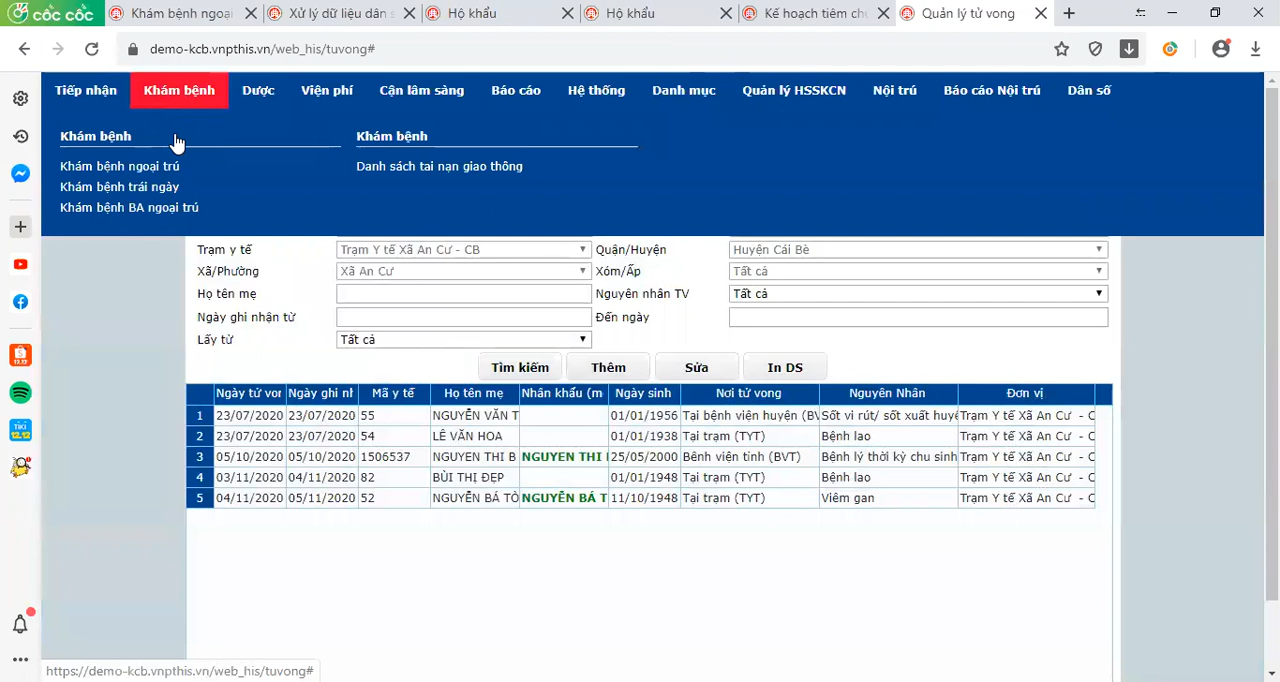 cốc cốc
Khám bệnh ngoại
Xử lý dữ liệu dân s
Hộ khẩu
Hộ khẩu
Kế hoạch tiêm ch
Quản lý tử vong
demo-kcb.vnpthis.vn/web_his/tuvong#
Tiếp nhận Khám bệnh Dược Viện phí Cận lâm sàng Báo cáo Hệ thống Danh mục Quản lý HSSKCN Nội trú Báo cáo Nội trú Dân số
Khám bệnh Khám bệnh
Khám bệnh ngoại trú Danh sách tai nạn giao thông
Khám bệnh trái ngày
Khám bệnh BA ngoại trú
Trạm y tế Trạm Y tế Xã An Cư - CB Quận/Huyện Huyện Cái Bè
Xã/Phường Xã An Cư Xóm/Ấp Tất cả
Họ tên mẹ Nguyên nhân TV Tất cả
Ngày ghi nhận từ Đến ngày
Lấy từ Tất cả
Tìm kiếm Thêm Sửa In DS
Ngày tử vor Ngày ghi nh Mã y tế Họ tên mẹ Nhân khẩu (m Ngày sinh Nơi tử vong Nguyên Nhân Đơn vị
1 23/07/2020 23/07/2020 55 NGUYỄN VĂN T 01/01/1956 Tại bệnh viện huyện (BV Sốt vi rút/ sốt xuất huyế Trạm Y tế Xã An Cư - C
2 23/07/2020 23/07/2020 54 LÊ VĂN HOA 01/01/1938 Tại trạm (TYT) Bệnh lao Trạm Y tế Xã An Cư - C
3 05/10/2020 05/10/2020 1506537 NGUYEN THI B NGUYEN THI 25/05/2000 Bệnh viện tỉnh (BVT) Bệnh lý thời kỳ chu sinh Trạm Y tế Xã An Cư - C
4 03/11/2020 04/11/2020 82 BÙI THỊ ĐẸP 01/01/1948 Tại trạm (TYT) Bệnh lao Trạm Y tế Xã An Cư - C
5 04/11/2020 05/11/2020 52 NGUYỄN BÁ TÒ NGUYỄN BÁ T 11/10/1948 Tại trạm (TYT) Viêm gan Trạm Y tế Xã An Cư - C
https://demo-kcb.vnpthis.vn/web_his/tuvong#